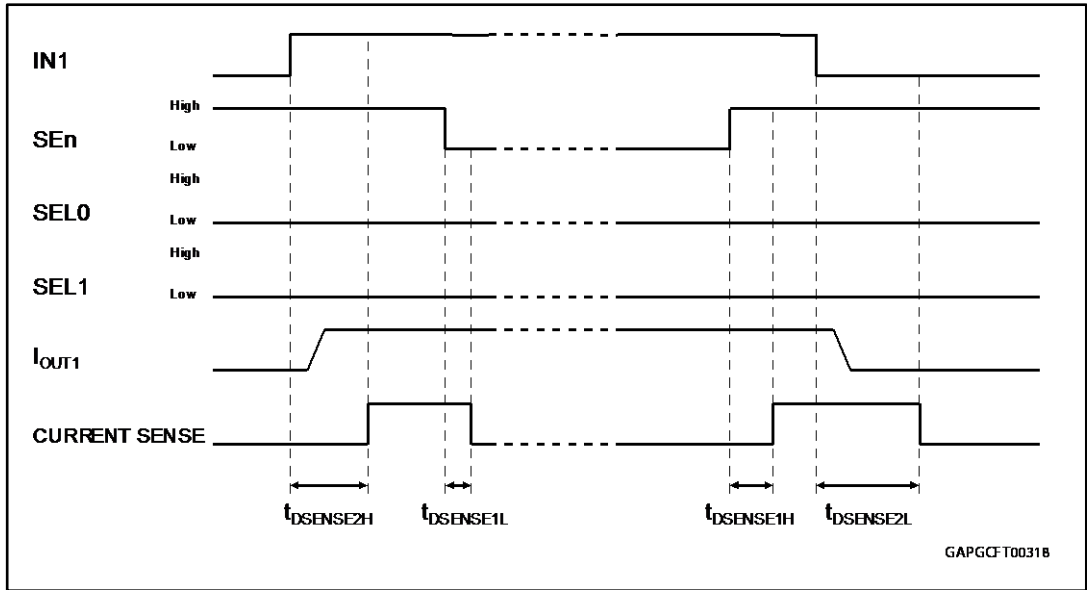 IN1
High
SEn
Low
High
SEL0
Low
High
SEL1
Low
IOUT1
CURRENT SENSE
tDSENSE2H
tDSENSE1L
tDSENSE1H
tDSENSE2L
GAPGCFT00318